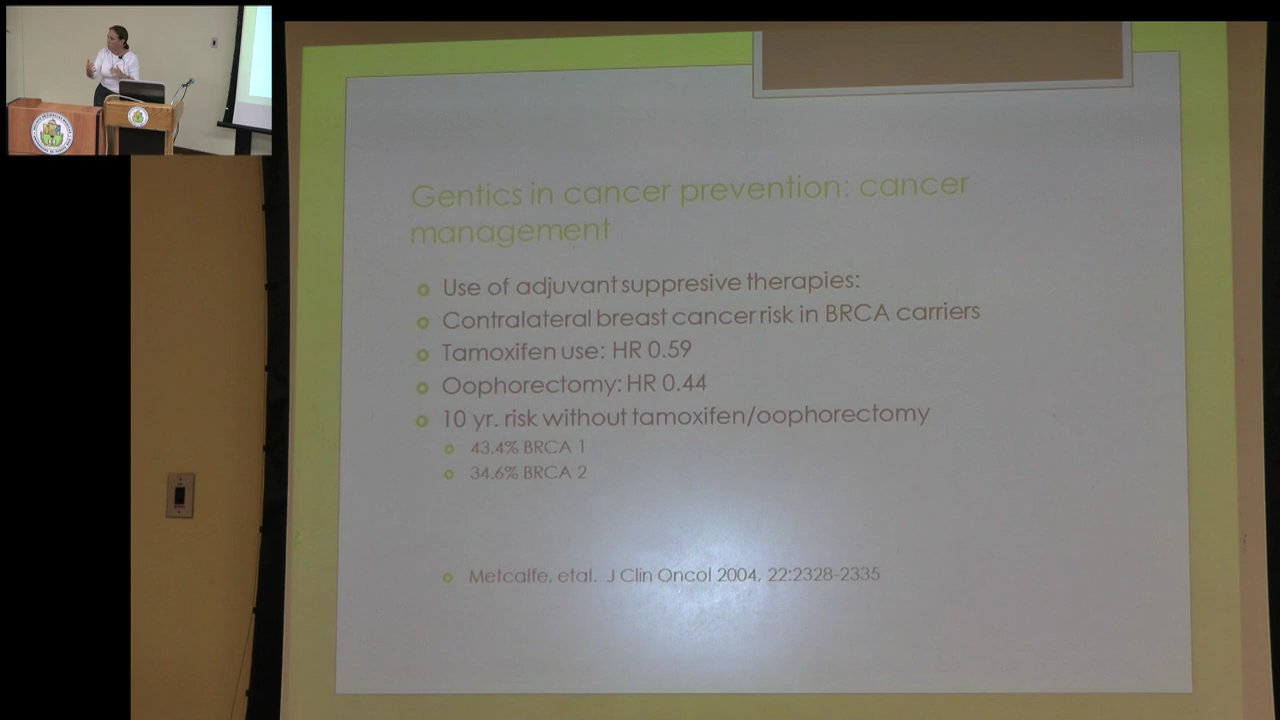 Gentics in cancer prevention: cancer
management
Use of adjuvant suppresive therapies:
Contralateral breast cancer risk in BRCA carriers
Tamoxifen use: HR 0.59
Oophorectomy: HR 0.44
10 yr. risk without tamoxifen/oophorectomy
43.4% BRCA 1
34.6% BRCA 2
Metcalfe, etal. J Clin Oncol 2004, 22:2328-2335